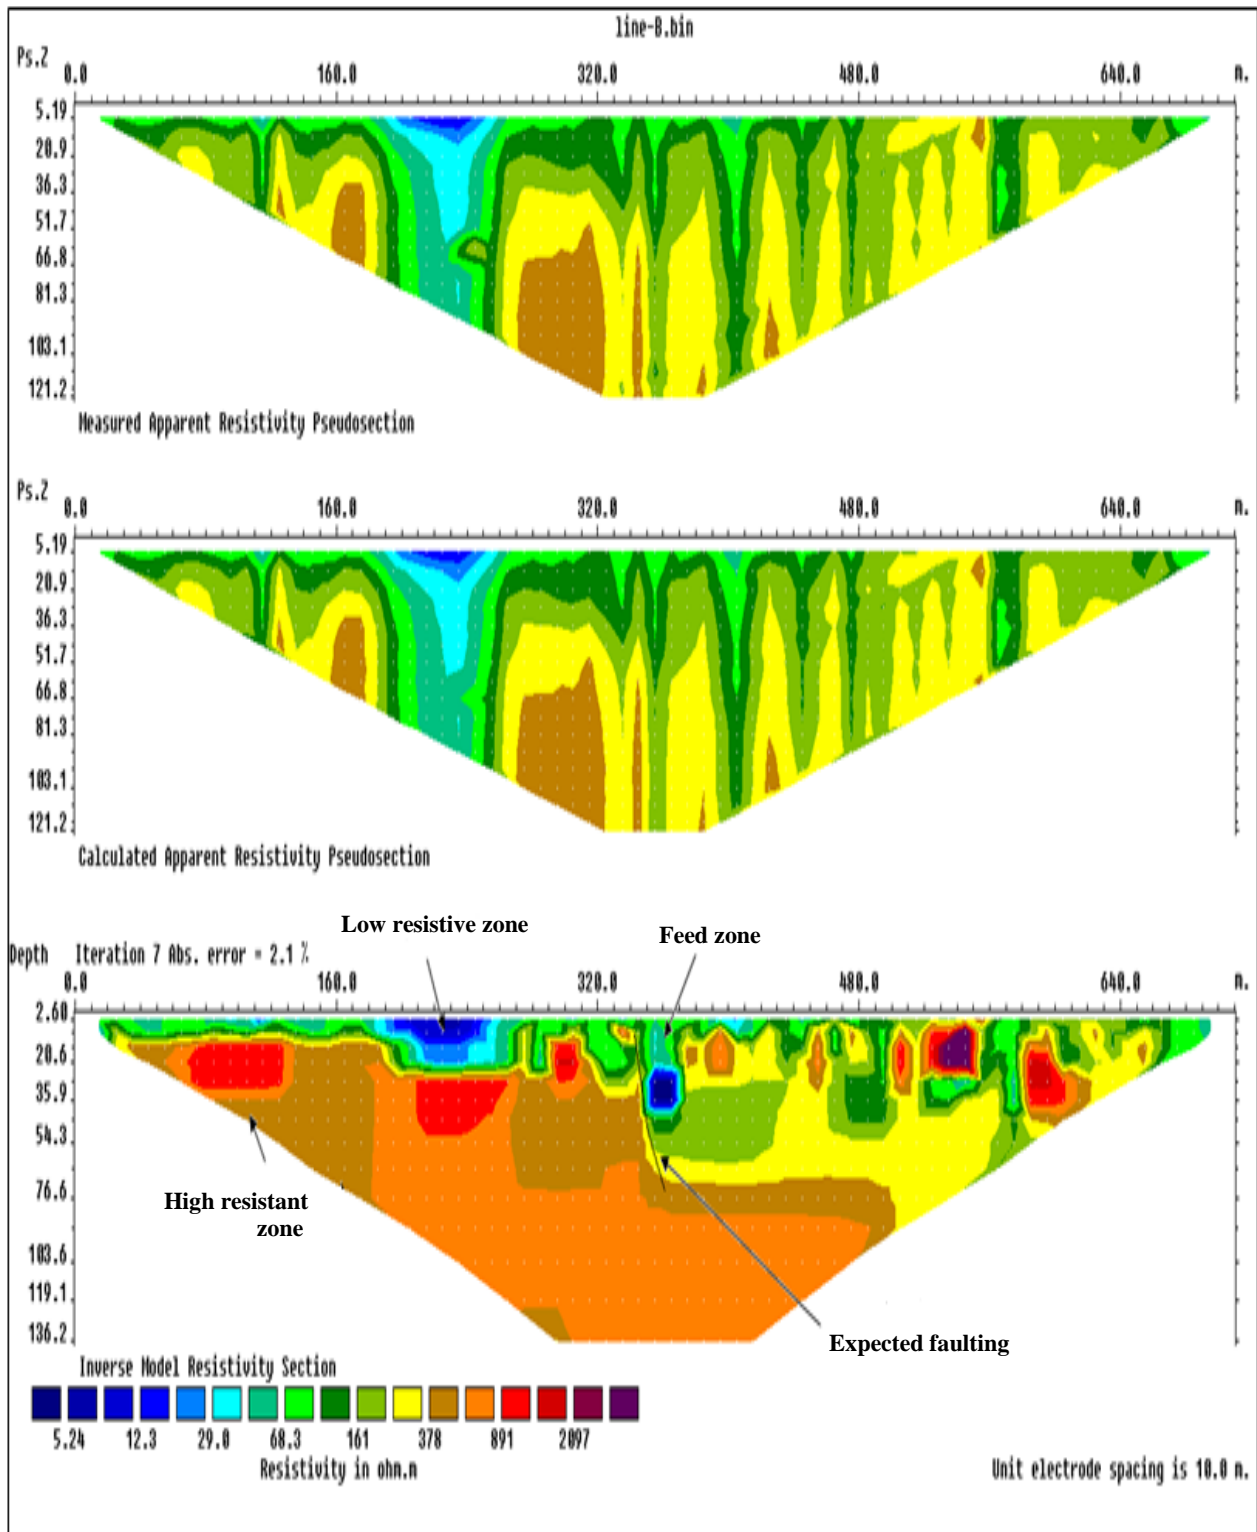 line-B.bin
Ps.Z
0.0 160.0 320.0 480.0 640.0 m.
5.19
20.9
36.3
51.7
66.8
81.3
103.1
121.2
Measured Apparent Resistivity Pseudosection
Ps.Z
0.0 160.0 320.0 480.0 640.0 m.
5.19
20.9
36.3
51.7
66.8
81.3
103.1
121.2
Calculated Apparent Resistivity Pseudosection
Low resistive zone
Feed zone
Depth Iteration 7 Abs. error = 2.1 %
0.0 160.0 320.0 480.0 640.0 m.
2.60
20.6
35.9
54.3
76.6
103.6
119.1
136.2
High resistant
zone
Expected faulting
Inverse Model Resistivity Section
5.24 12.3 29.0 68.3 161 378 891 2097
Resistivity in ohm.m
Unit electrode spacing is 10.0 m.